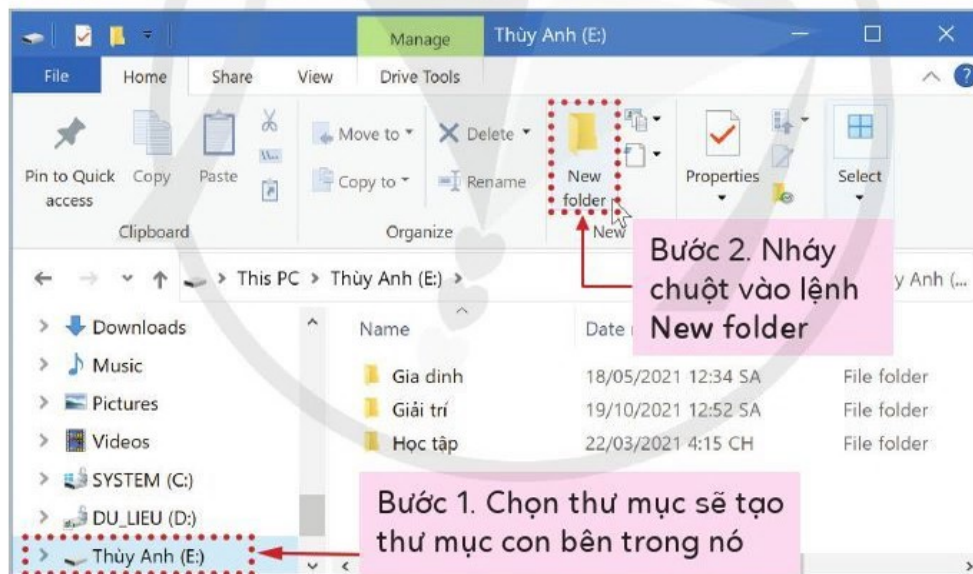 Manage
Thùy Anh (E:)
File Home Share View Drive Tools
Pin to Quick access
Copy
Paste
Move to
Copy to
Delete
Rename
New folder
Properties
Select
Clipboard
Organize
New
Bước 2. Nháy
chuột vào lệnh
New folder
This PC > Thùy Anh (E:) >
y Anh (...
Downloads
Music
Pictures
Videos
SYSTEM (C:)
DU_LIEU (D:)
Thùy Anh (E:)
Name Date
Gia dinh 18/05/2021 12:34 SA File folder
Giải trí 19/10/2021 12:52 SA File folder
Học tập 22/03/2021 4:15 CH File folder
Bước 1. Chọn thư mục sẽ tạo
thư mục con bên trong nó